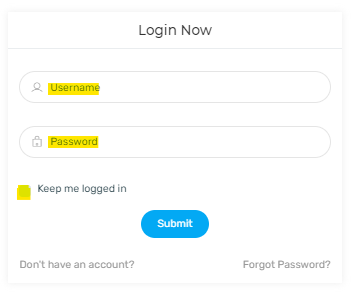 Login Now
Username
Password
Keep me logged in
Submit
Don't have an account? Forgot Password?